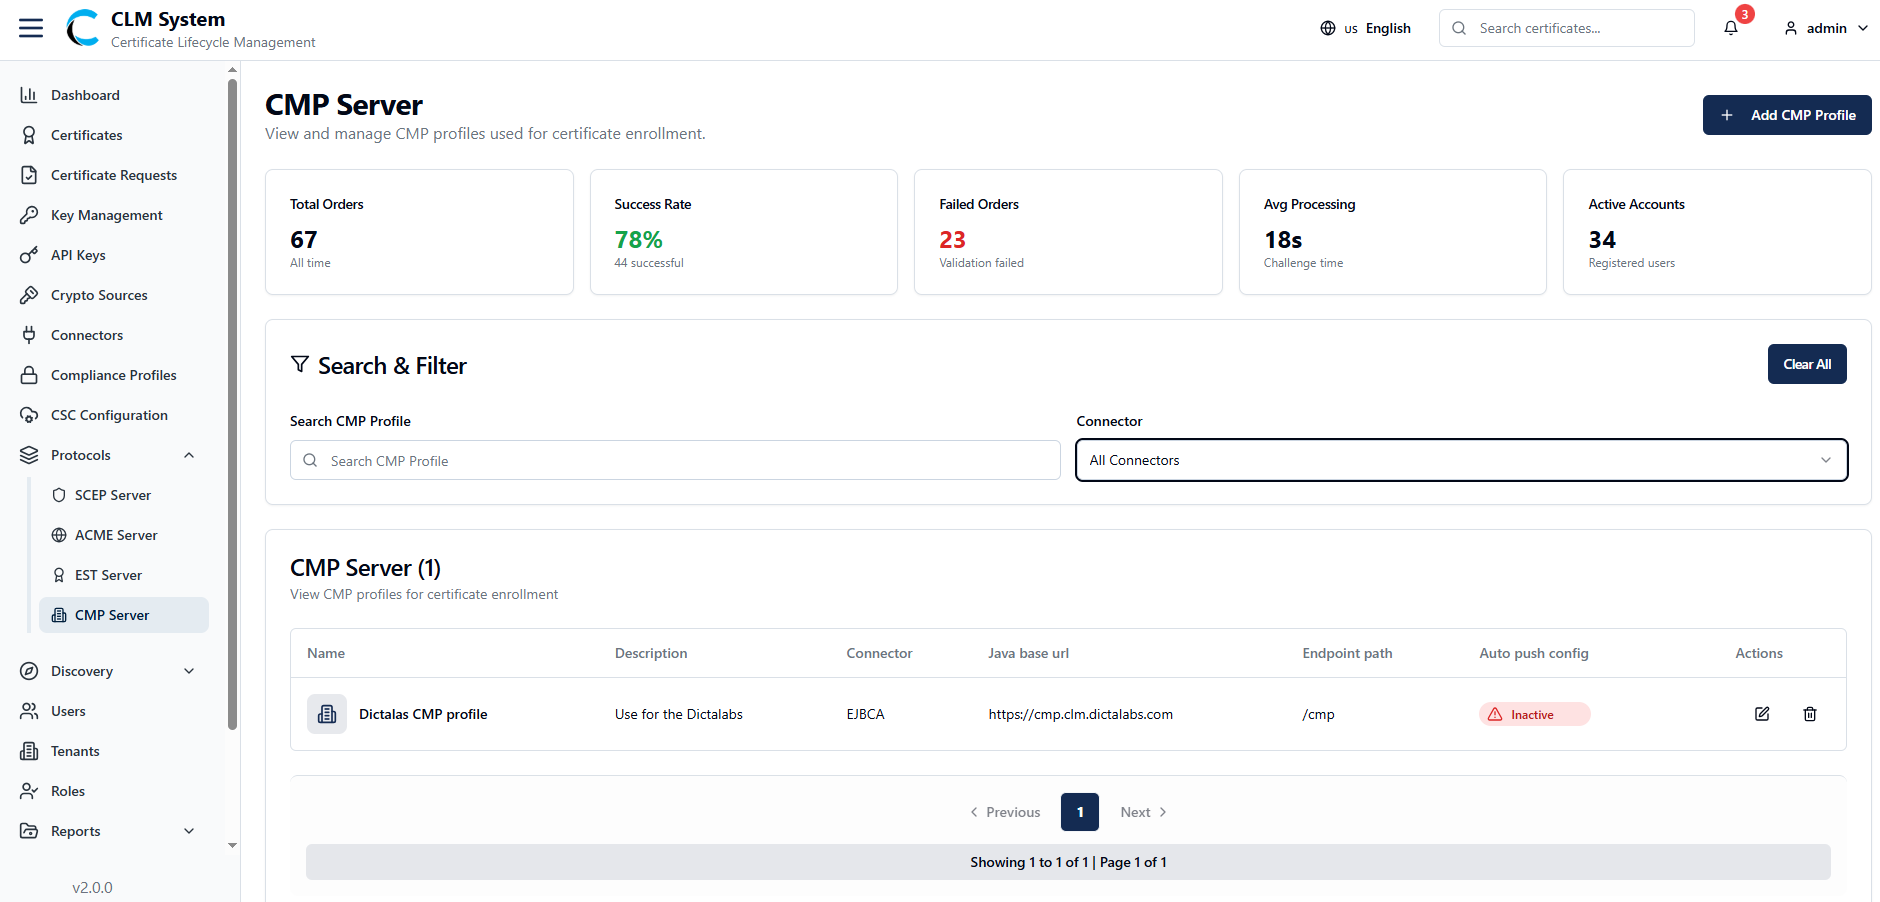 CLM System
Certificate Lifecycle Management
us English
Search certificates...
3
admin
Dashboard
Certificates
Certificate Requests
Key Management
API Keys
Crypto Sources
Connectors
Compliance Profiles
CSC Configuration
Protocols
SCEP Server
ACME Server
EST Server
CMP Server
Discovery
Users
Tenants
Roles
Reports
v2.0.0
CMP Server
View and manage CMP profiles used for certificate enrollment.
Add CMP Profile
Total Orders
67
All time
Success Rate
78%
44 successful
Failed Orders
23
Validation failed
Avg Processing
18s
Challenge time
Active Accounts
34
Registered users
Search & Filter
Clear All
Search CMP Profile
Search CMP Profile
Connector
All Connectors
CMP Server (1)
View CMP profiles for certificate enrollment
Name Description Connector Java base url Endpoint path Auto push config Actions
Dictalas CMP profile Use for the Dictalabs EJBCA https://cmp.clm.dictalabs.com /cmp Inactive
Previous 1 Next
Showing 1 to 1 of 1 | Page 1 of 1